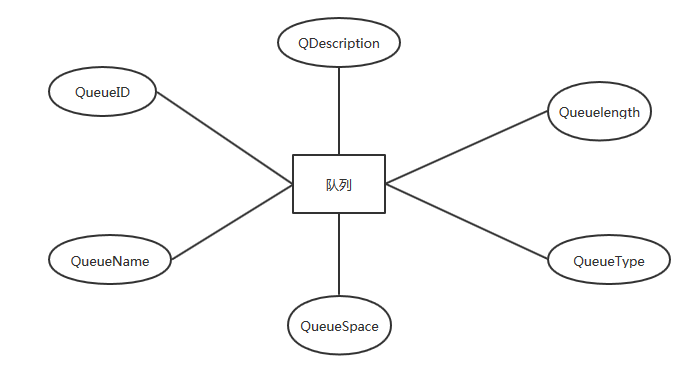 QDescription
QueueID
Queuelength
队列
QueueName
QueueType
QueueSpace